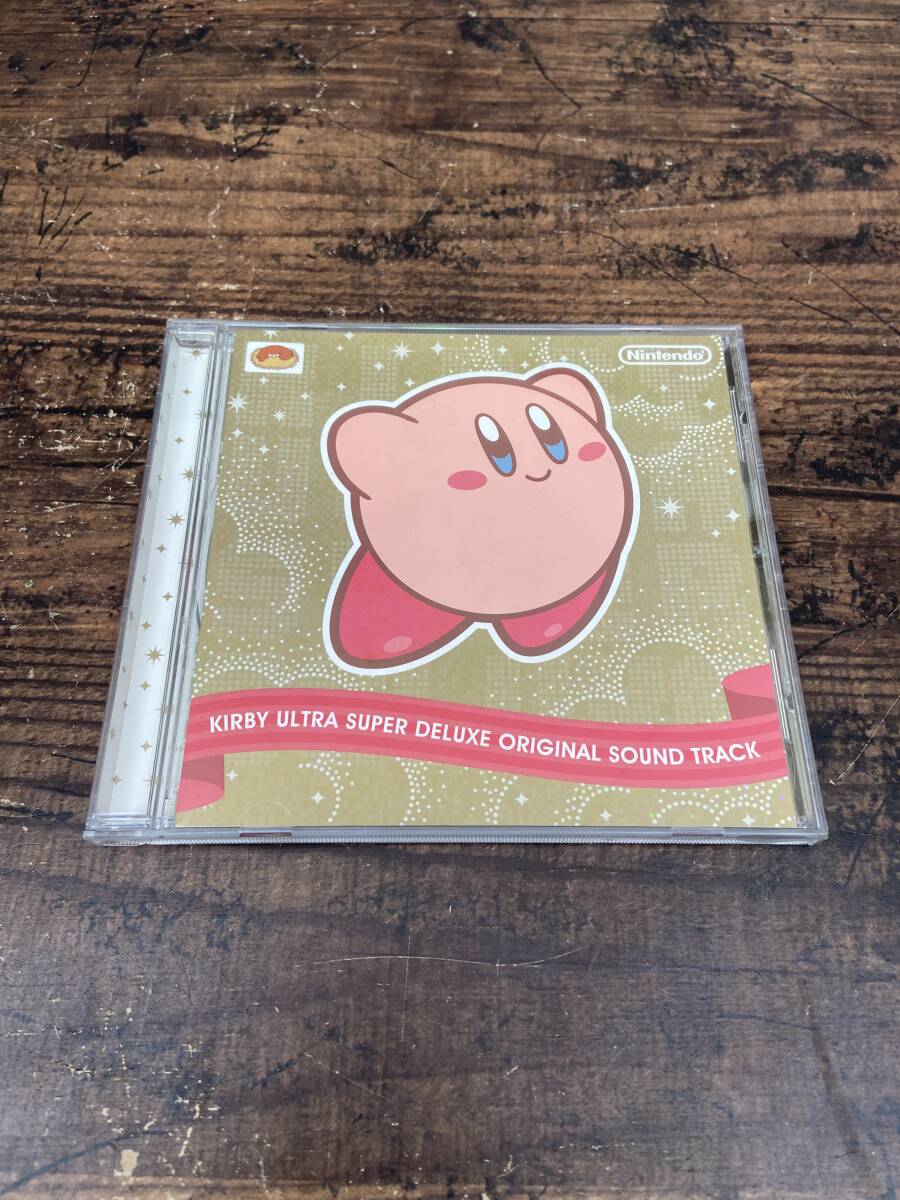 Nintendo®
KIRBY ULTRA SUPER DELUXE ORIGINAL SOUND TRACK